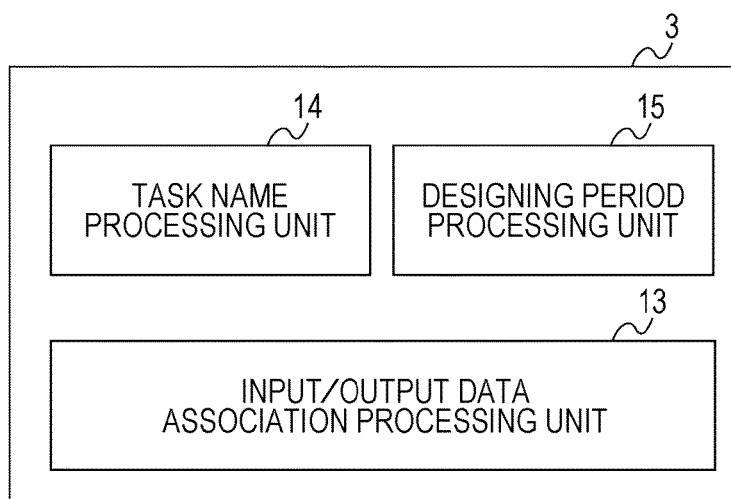 3
14
15
TASK NAME
PROCESSING UNIT
DESIGNING PERIOD
PROCESSING UNIT
13
INPUT/OUTPUT DATA
ASSOCIATION PROCESSING UNIT